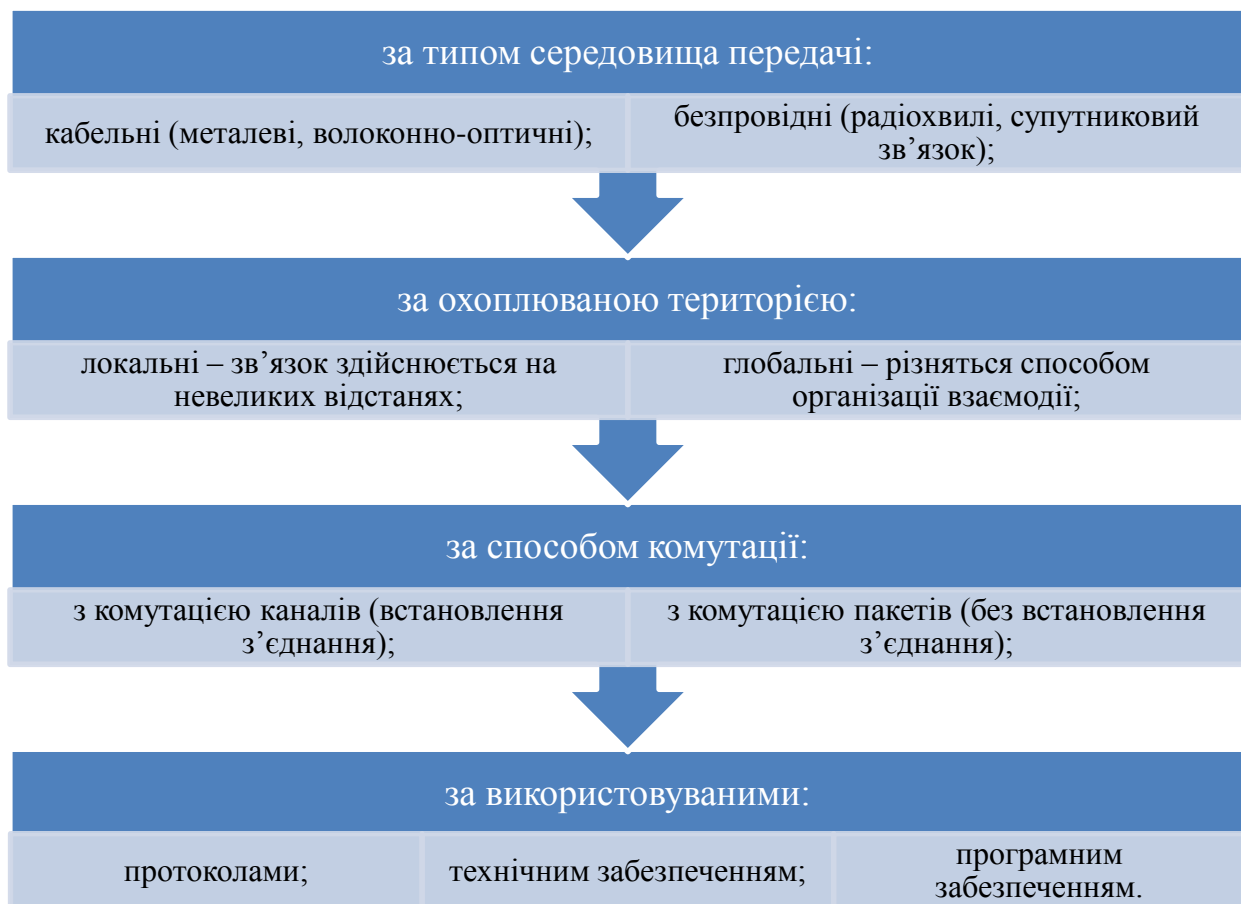 за типом середовища передачі:
кабельні (металеві, волоконно-оптичні);
безпровідні (радіохвилі, супутниковий
зв’язок);
за охоплюваною територією:
локальні – зв’язок здійснюється на
невеликих відстанях;
глобальні – різняться способом
організації взаємодії;
за способом комутації:
з комутацією каналів (встановлення
з’єднання);
з комутацією пакетів (без встановлення
з’єднання);
за використовуваними:
протоколами;
технічним забезпеченням;
програмним
забезпеченням.